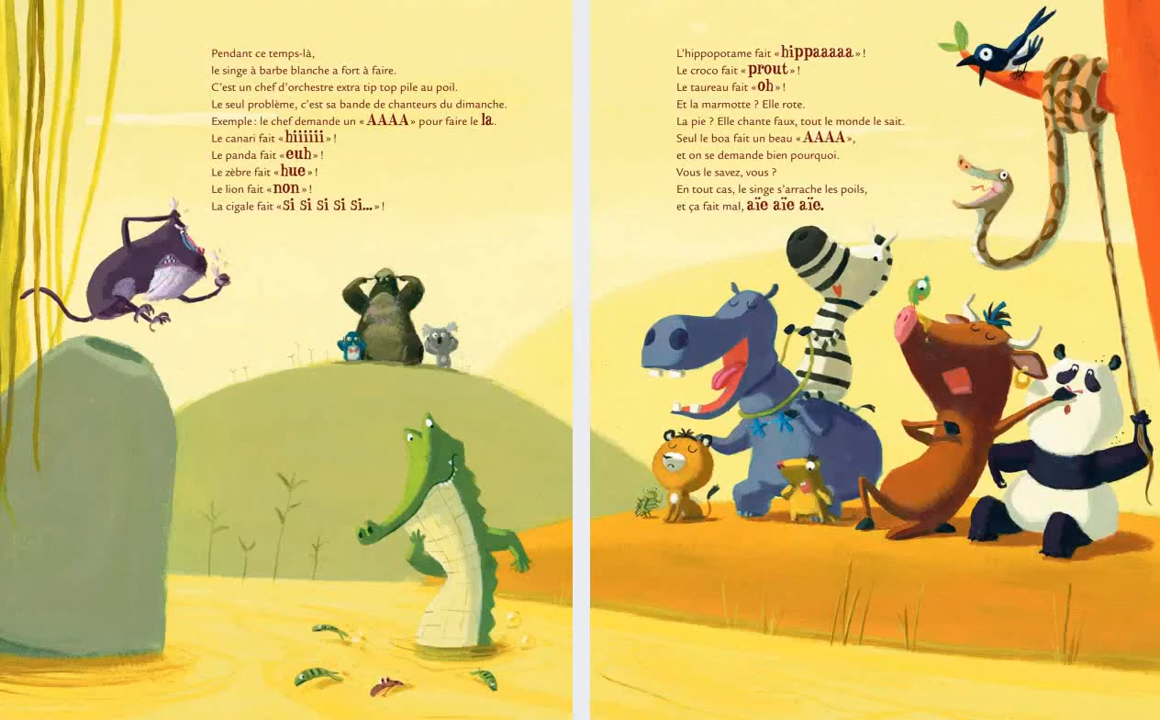 Pendant ce temps-là,
le singe à barbe blanche a fort à faire.
C'est un chef d'orchestre extra tip top pile au poil.
Le seul problème, c'est sa bande de chanteurs du dimanche.
Exemple : le chef demande un « AAAA » pour faire le la.
Le canari fait « hiiiiii » !
Le panda fait « euh » !
Le zèbre fait « hue » !
Le lion fait « non » !
La cigale fait « si si si si si... » !
L'hippopotame fait « hippaaaaa » !
Le croco fait « prout » !
Le taureau fait « oh » !
Et la marmotte ? Elle rote.
La pie ? Elle chante faux, tout le monde le sait.
Seul le boa fait un beau « AAAA »,
et on se demande bien pourquoi.
Vous le savez, vous ?
En tout cas, le singe s'arrache les poils,
et ça fait mal, aïe aïe aïe.